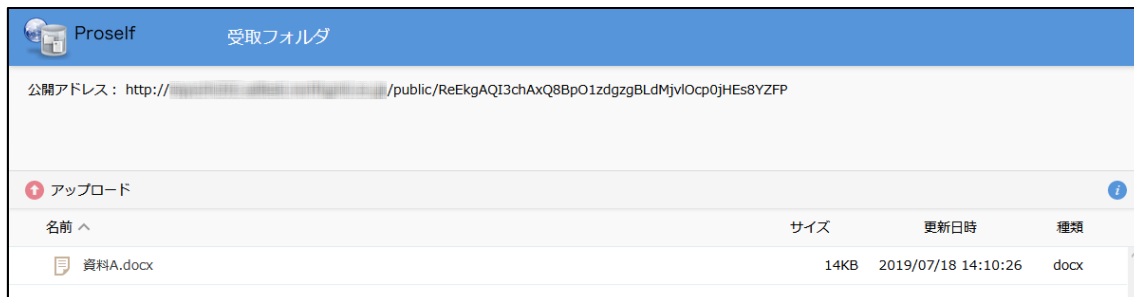 Proself 受取フォルダ
公開アドレス： http:// /public/ReEkgAQI3chAxQ8BpO1zdgzgBLdMjvlOcp0jHEs8YZFP
アップロード
名前 サイズ 更新日時 種類
資料A.docx 14KB 2019/07/18 14:10:26 docx